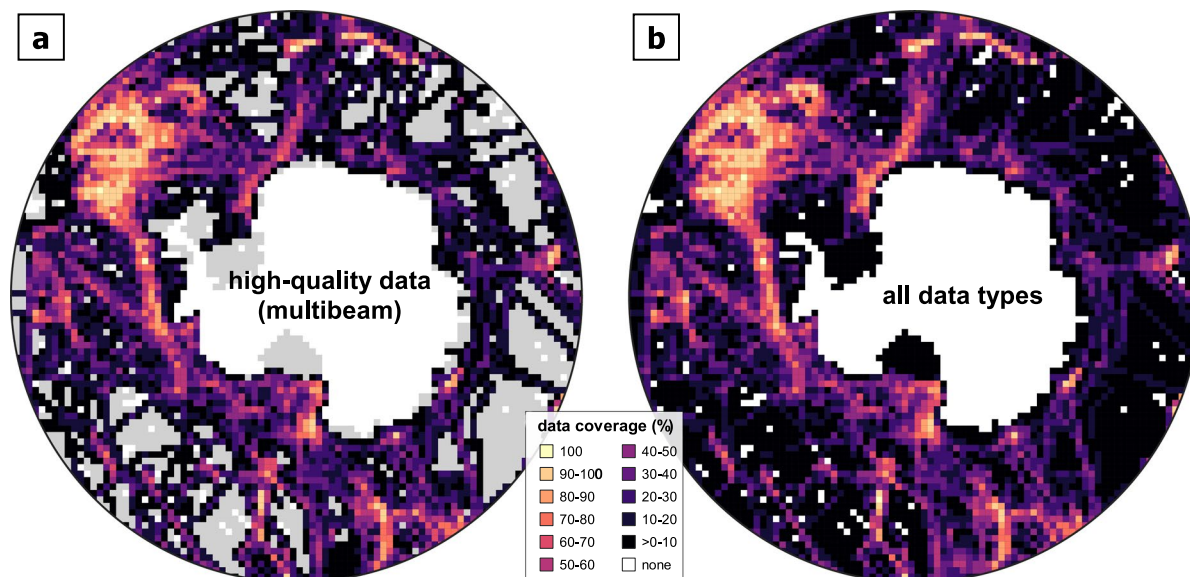 a
b
high-quality data
(multibeam)
all data types
data coverage (%)
100
90-100
80-90
70-80
60-70
50-60
40-50
30-40
20-30
10-20
>0-10
none